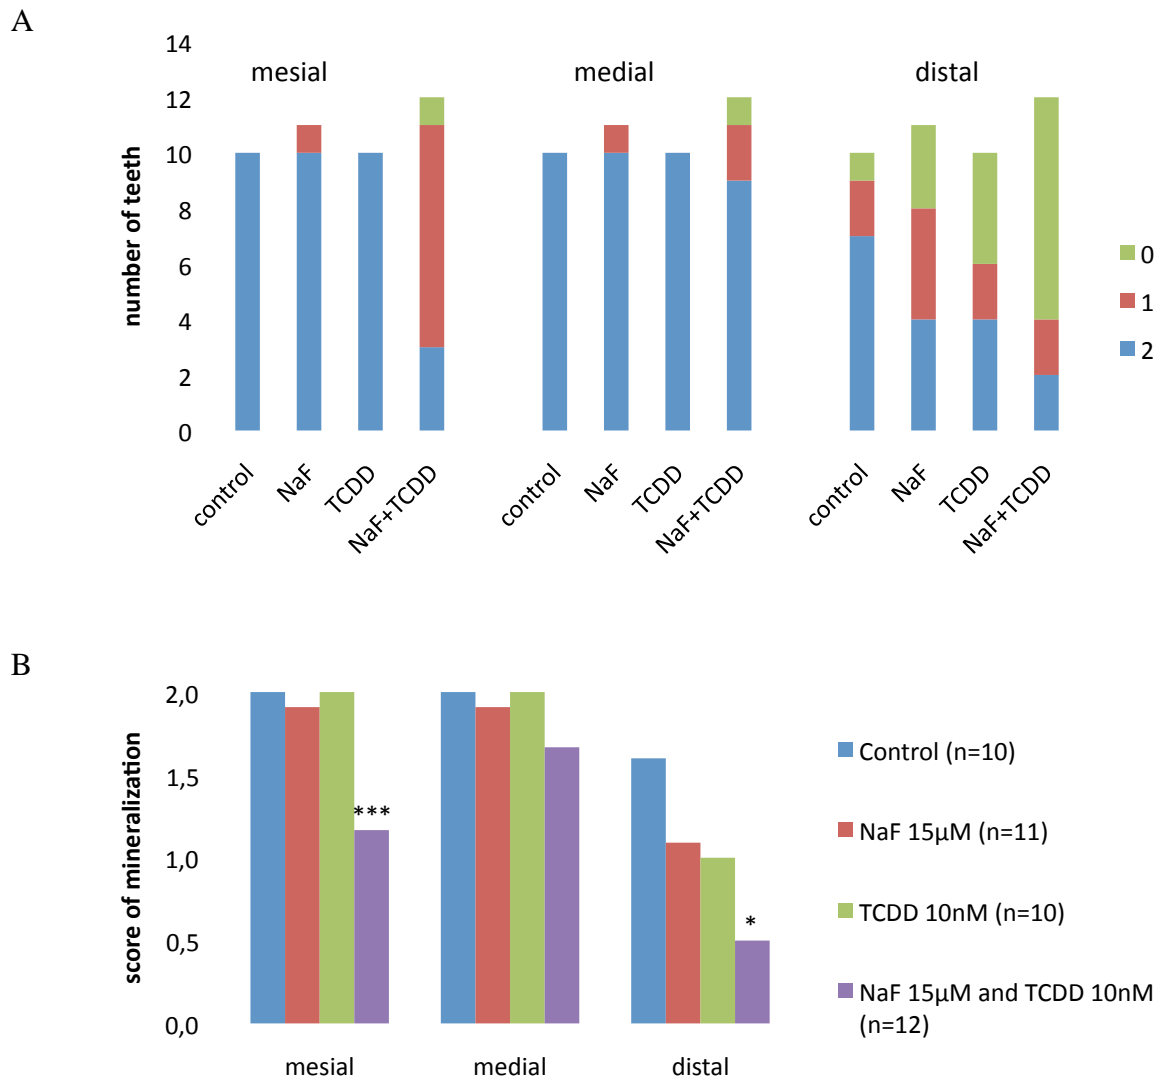 A
14
12
10
8
6
4
2
0
number of teeth
mesial
medial
distal
control
NaF
TCDD
NaF+TCDD
control
NaF
TCDD
NaF+TCDD
control
NaF
TCDD
NaF+TCDD
0
1
2
B
2,0
1,5
1,0
0,5
0,0
score of mineralization
***
*
mesial
medial
distal
Control (n=10)
NaF 15µM (n=11)
TCDD 10nM (n=10)
NaF 15µM and TCDD 10nM
(n=12)